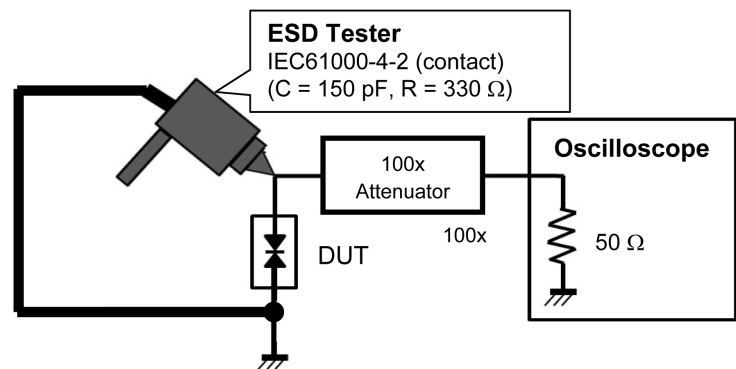 ESD Tester
IEC61000-4-2 (contact)
(C = 150 pF, R = 330 Ω)
100x
Attenuator
100x
Oscilloscope
50 Ω
DUT